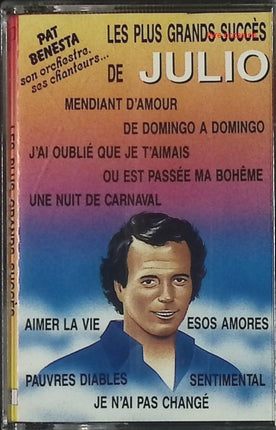 PAT
BENESTA
son orchestre.
ses chanteurs...
LES PLUS GRANDS SUCCÈS
DE JULIO
MENDIANT D'AMOUR
DE DOMINGO A DOMINGO
J'AI OUBLIÉ QUE JE T'AIMAIS
OU EST PASSÉE MA BOHÊME
UNE NUIT DE CARNAVAL
AIMER LA VIE
ESOS AMORES
PAUVRES DIABLES
SENTIMENTAL
JE N'AI PAS CHANGÉ